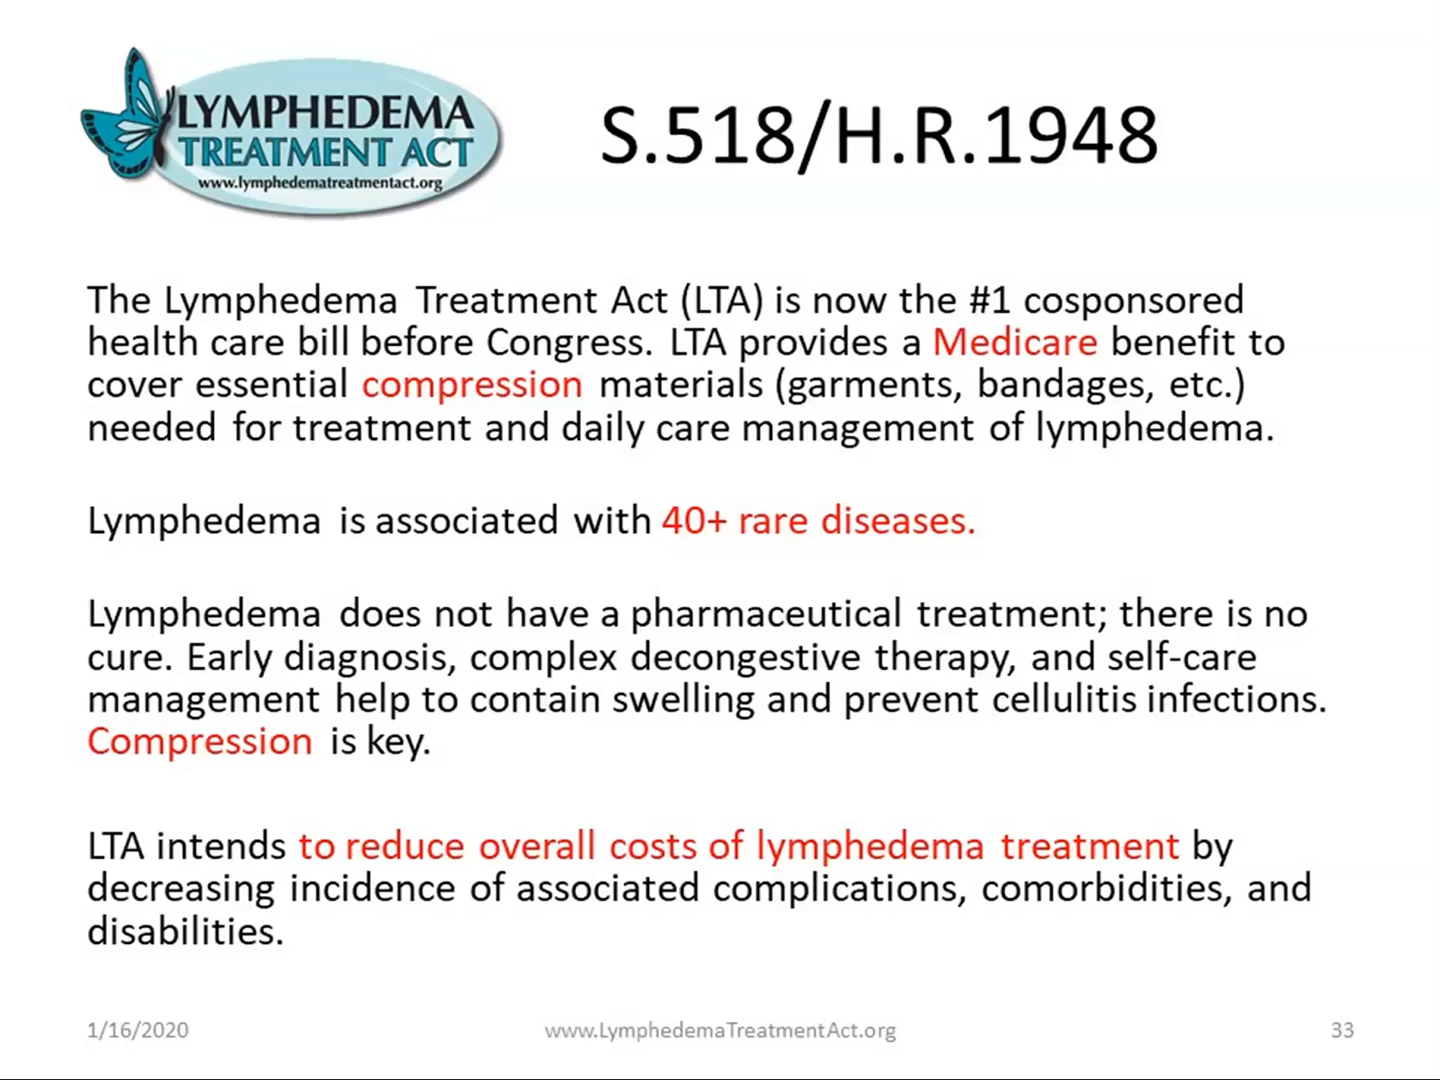 LYMPHEDEMA
TREATMENT ACT
www.lymphedematreatmentact.org
S.518/H.R.1948
The Lymphedema Treatment Act (LTA) is now the #1 cosponsored
health care bill before Congress. LTA provides a Medicare benefit to
cover essential compression materials (garments, bandages, etc.)
needed for treatment and daily care management of lymphedema.
Lymphedema is associated with 40+ rare diseases.
Lymphedema does not have a pharmaceutical treatment; there is no
cure. Early diagnosis, complex decongestive therapy, and self-care
management help to contain swelling and prevent cellulitis infections.
Compression is key.
LTA intends to reduce overall costs of lymphedema treatment by
decreasing incidence of associated complications, comorbidities, and
disabilities.
1/16/2020
www.LymphedemaTreatmentAct.org
33